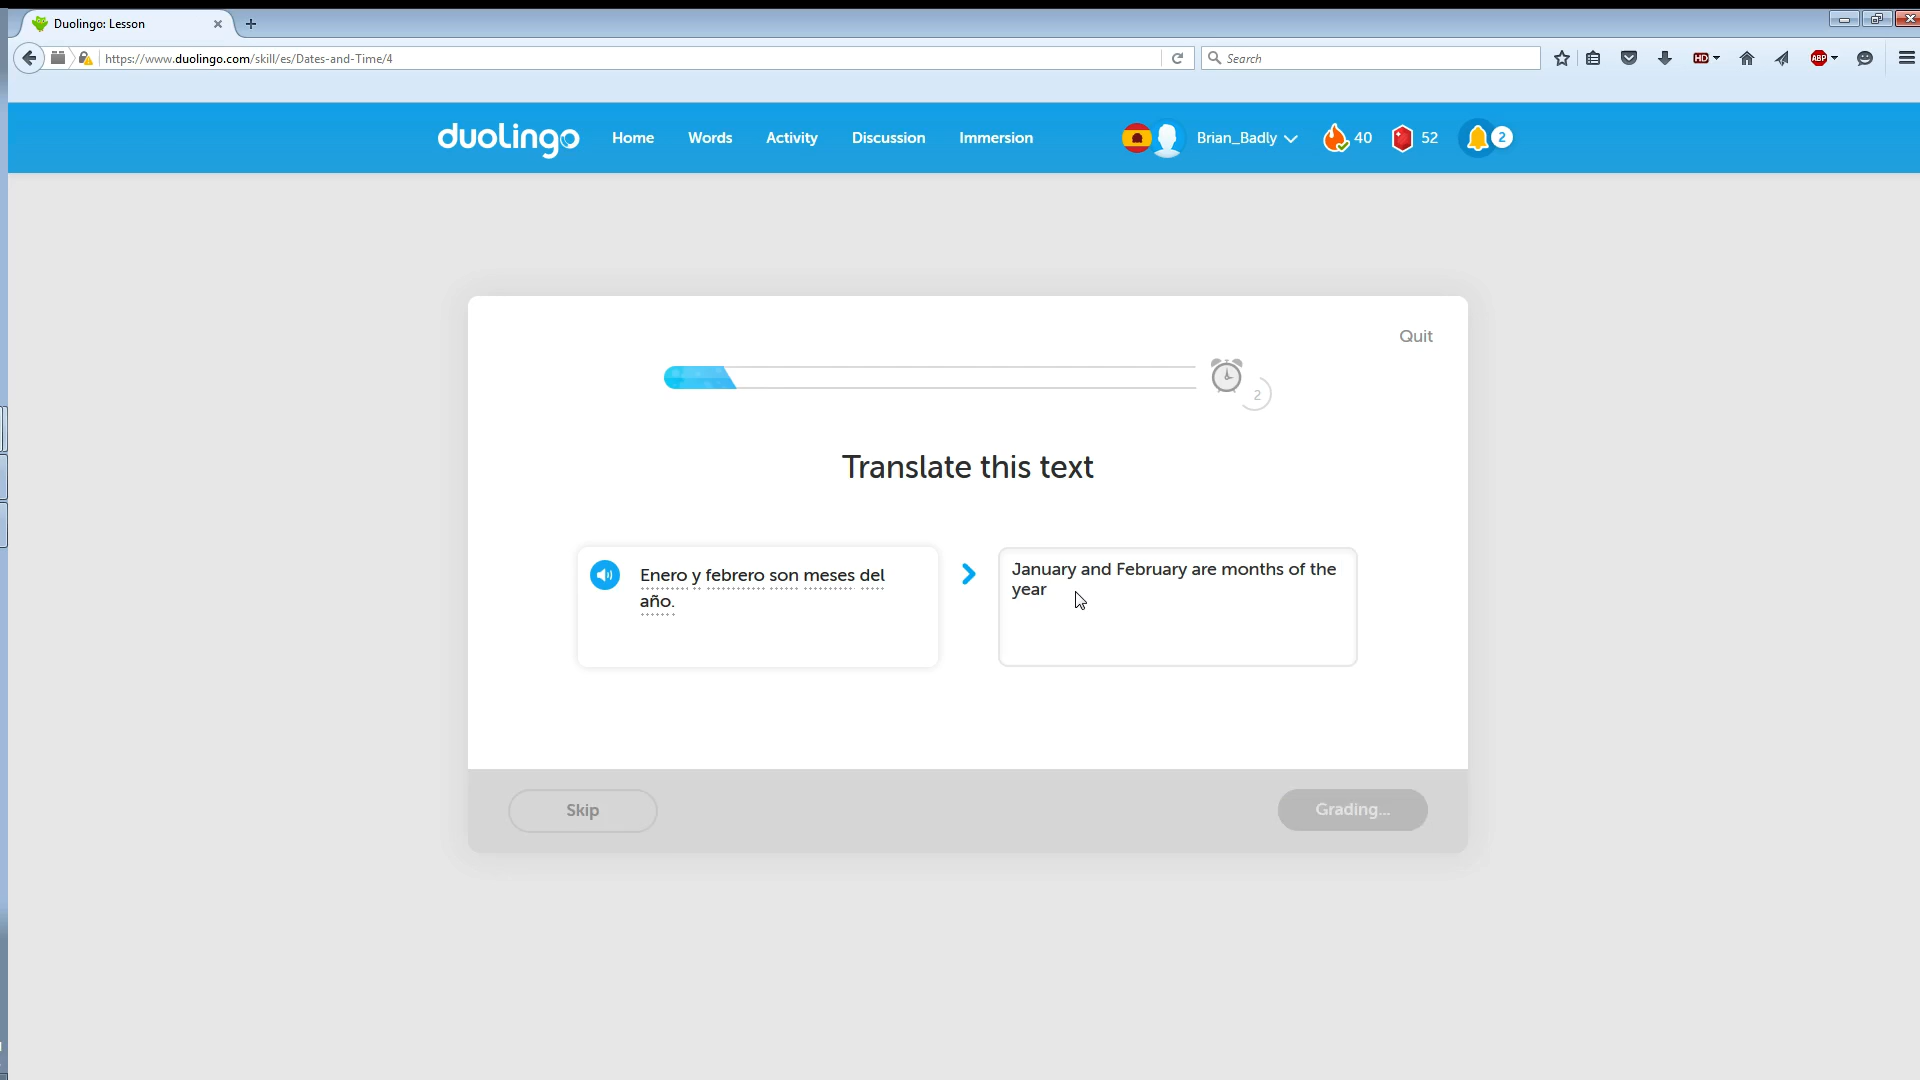 Duolingo: Lesson
https://www.duolingo.com/skill/es/Dates-and-Time/4
Search
HD
ABP
duolingo
Home
Words
Activity
Discussion
Immersion
Brian_Badly
40
52
2
Quit
2
Translate this text
Enero y febrero son meses del
año.
January and February are months of the
year
Skip
Grading...